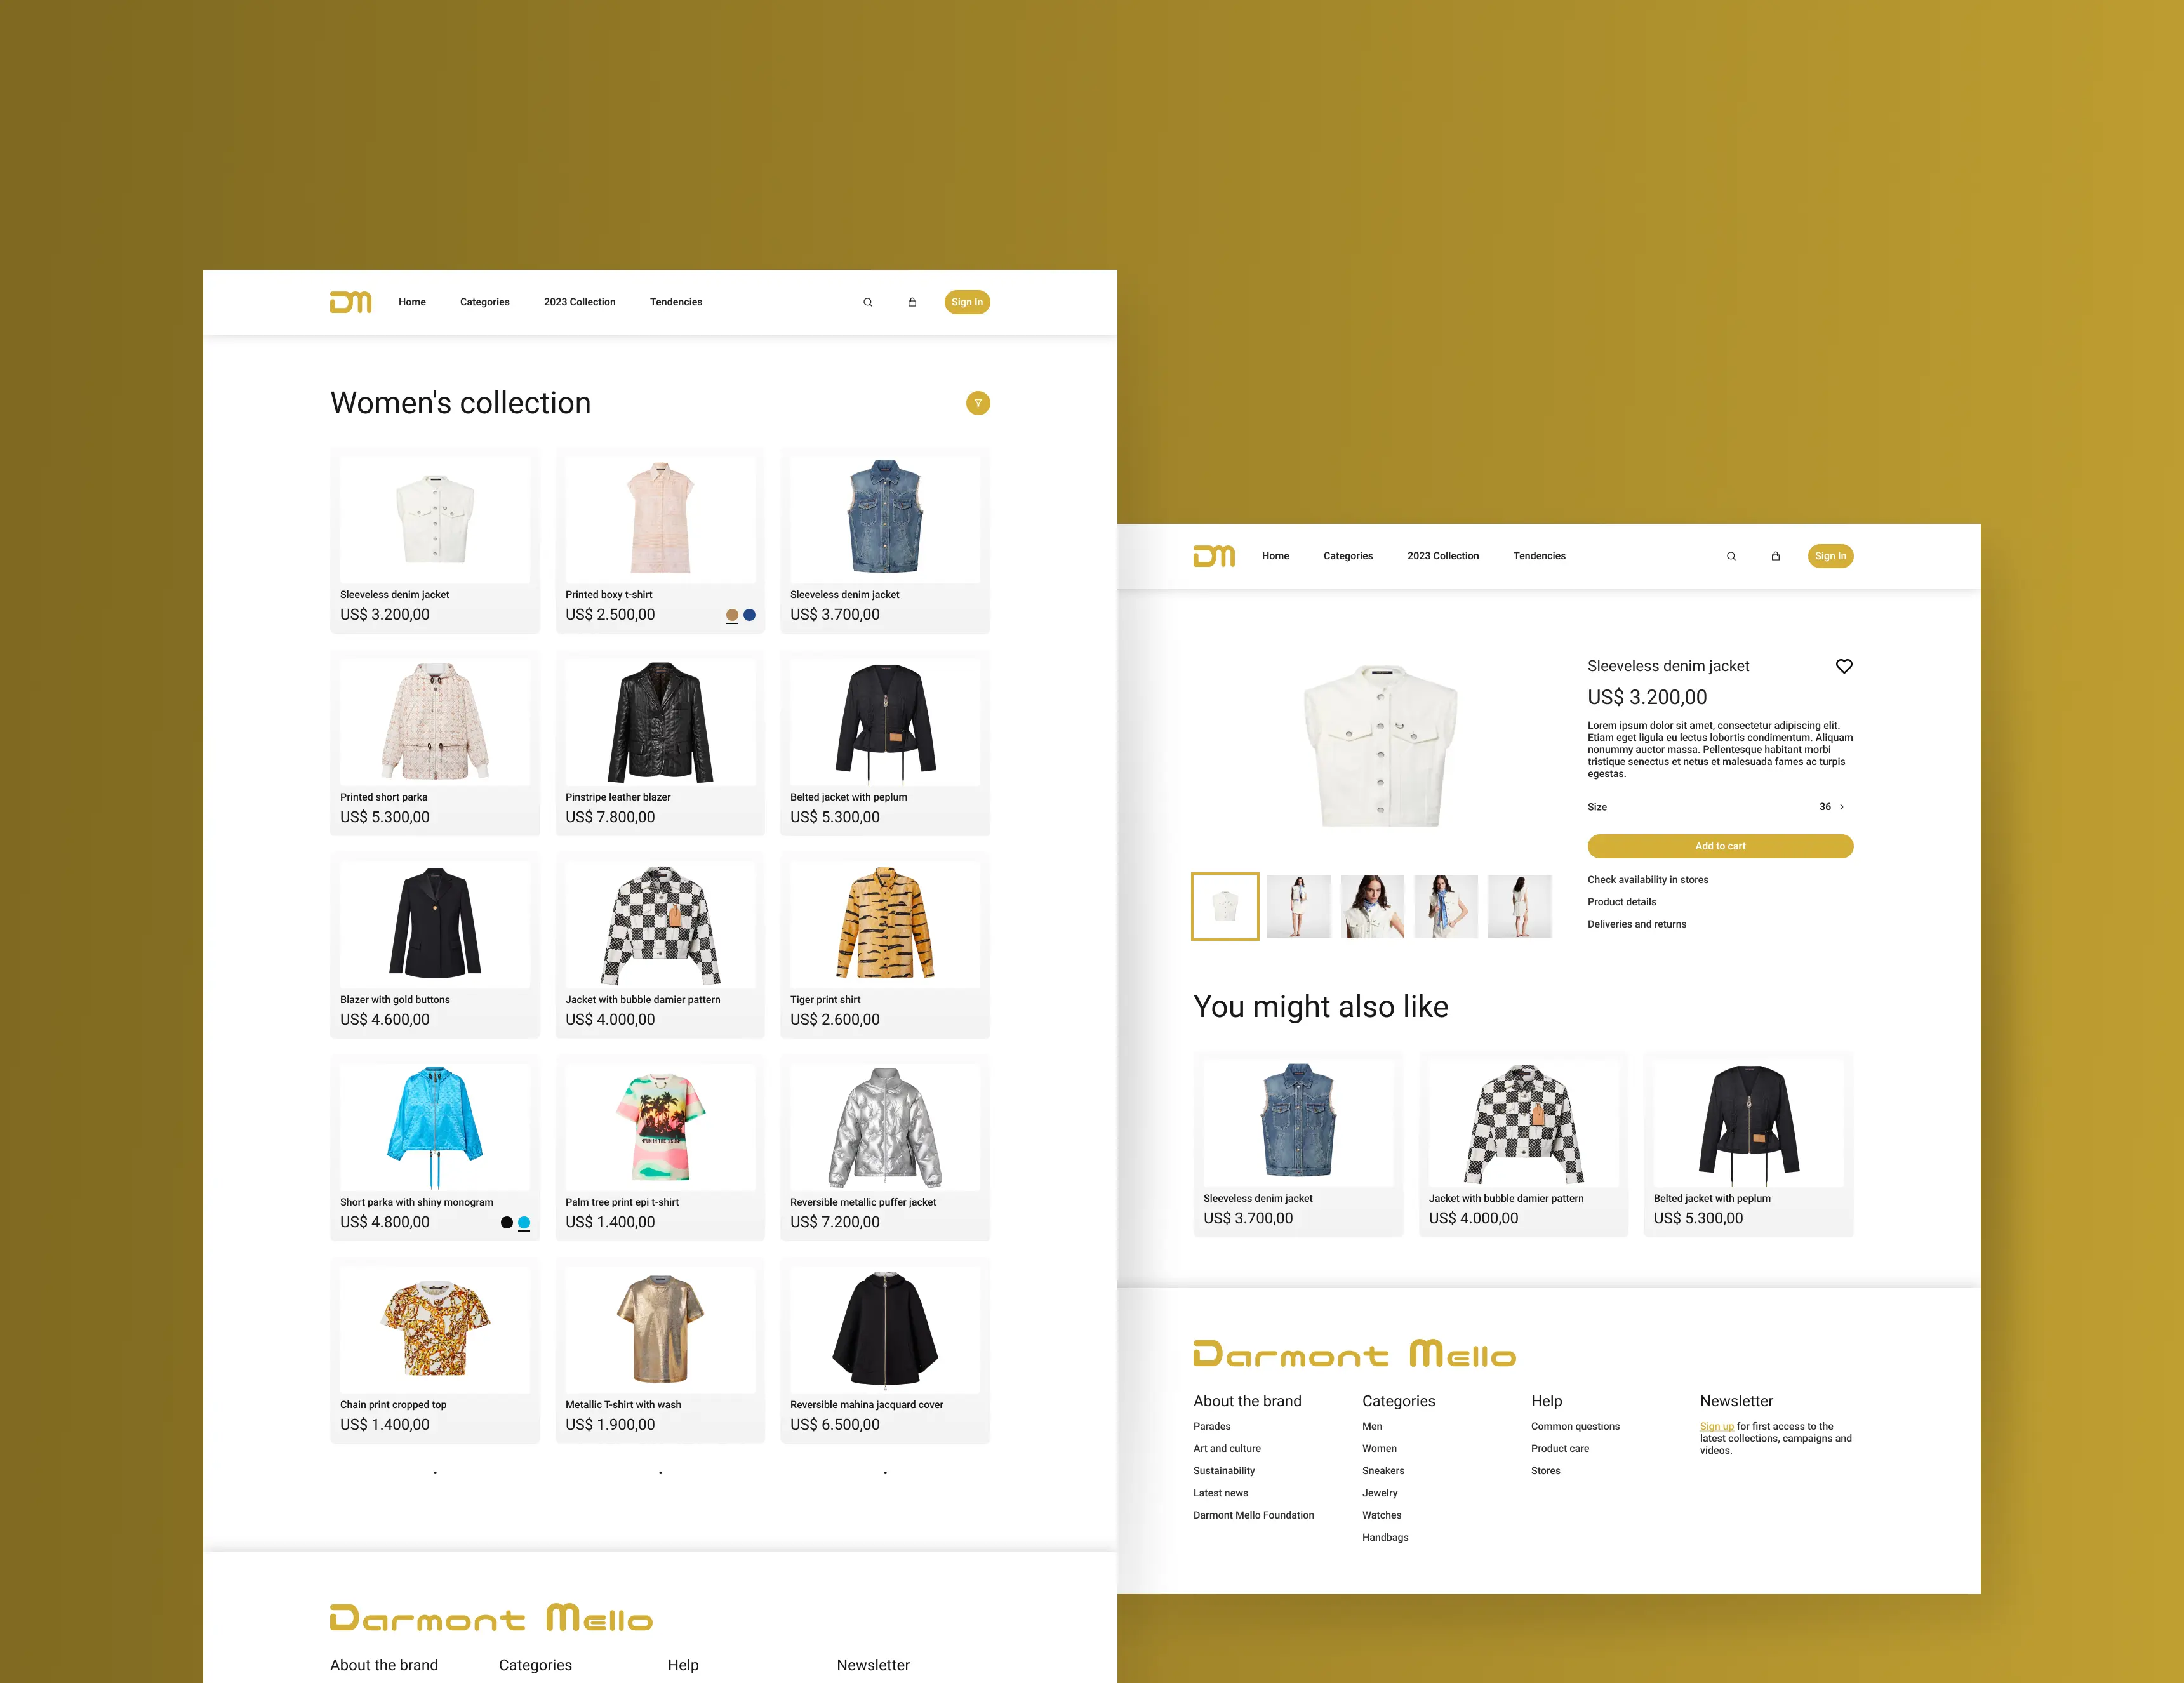 DM
Home
Categories
2023 Collection
Tendencies
Sign In
Women's collection
Sleeveless denim jacket
US$ 3.200,00
Printed boxy t-shirt
US$ 2.500,00
Sleeveless denim jacket
US$ 3.700,00
Printed short parka
US$ 5.300,00
Pinstripe leather blazer
US$ 7.800,00
Belted jacket with peplum
US$ 5.300,00
Blazer with gold buttons
US$ 4.600,00
Jacket with bubble damier pattern
US$ 4.000,00
Tiger print shirt
US$ 2.600,00
Short parka with shiny monogram
US$ 4.800,00
Palm tree print epi t-shirt
US$ 1.400,00
Reversible metallic puffer jacket
US$ 7.200,00
Chain print cropped top
US$ 1.400,00
Metallic T-shirt with wash
US$ 1.900,00
Reversible mahina jacquard cover
US$ 6.500,00
Darmont Mello
About the brand
Categories
Help
Newsletter
DM
Home
Categories
2023 Collection
Tendencies
Sign In
Sleeveless denim jacket
US$ 3.200,00
Lorem ipsum dolor sit amet, consectetur adipiscing elit.
Etiam eget ligula eu lectus lobortis condimentum. Aliquam
nonummy auctor massa. Pellentesque habitant morbi
tristique senectus et netus et malesuada fames ac turpis
egestas.
Size
36
Add to cart
Check availability in stores
Product details
Deliveries and returns
You might also like
Sleeveless denim jacket
US$ 3.700,00
Jacket with bubble damier pattern
US$ 4.000,00
Belted jacket with peplum
US$ 5.300,00
Darmont Mello
About the brand
Parades
Art and culture
Sustainability
Latest news
Darmont Mello Foundation
Categories
Men
Women
Sneakers
Jewelry
Watches
Handbags
Help
Common questions
Product care
Stores
Newsletter
Sign up for first access to the
latest collections, campaigns and
videos.